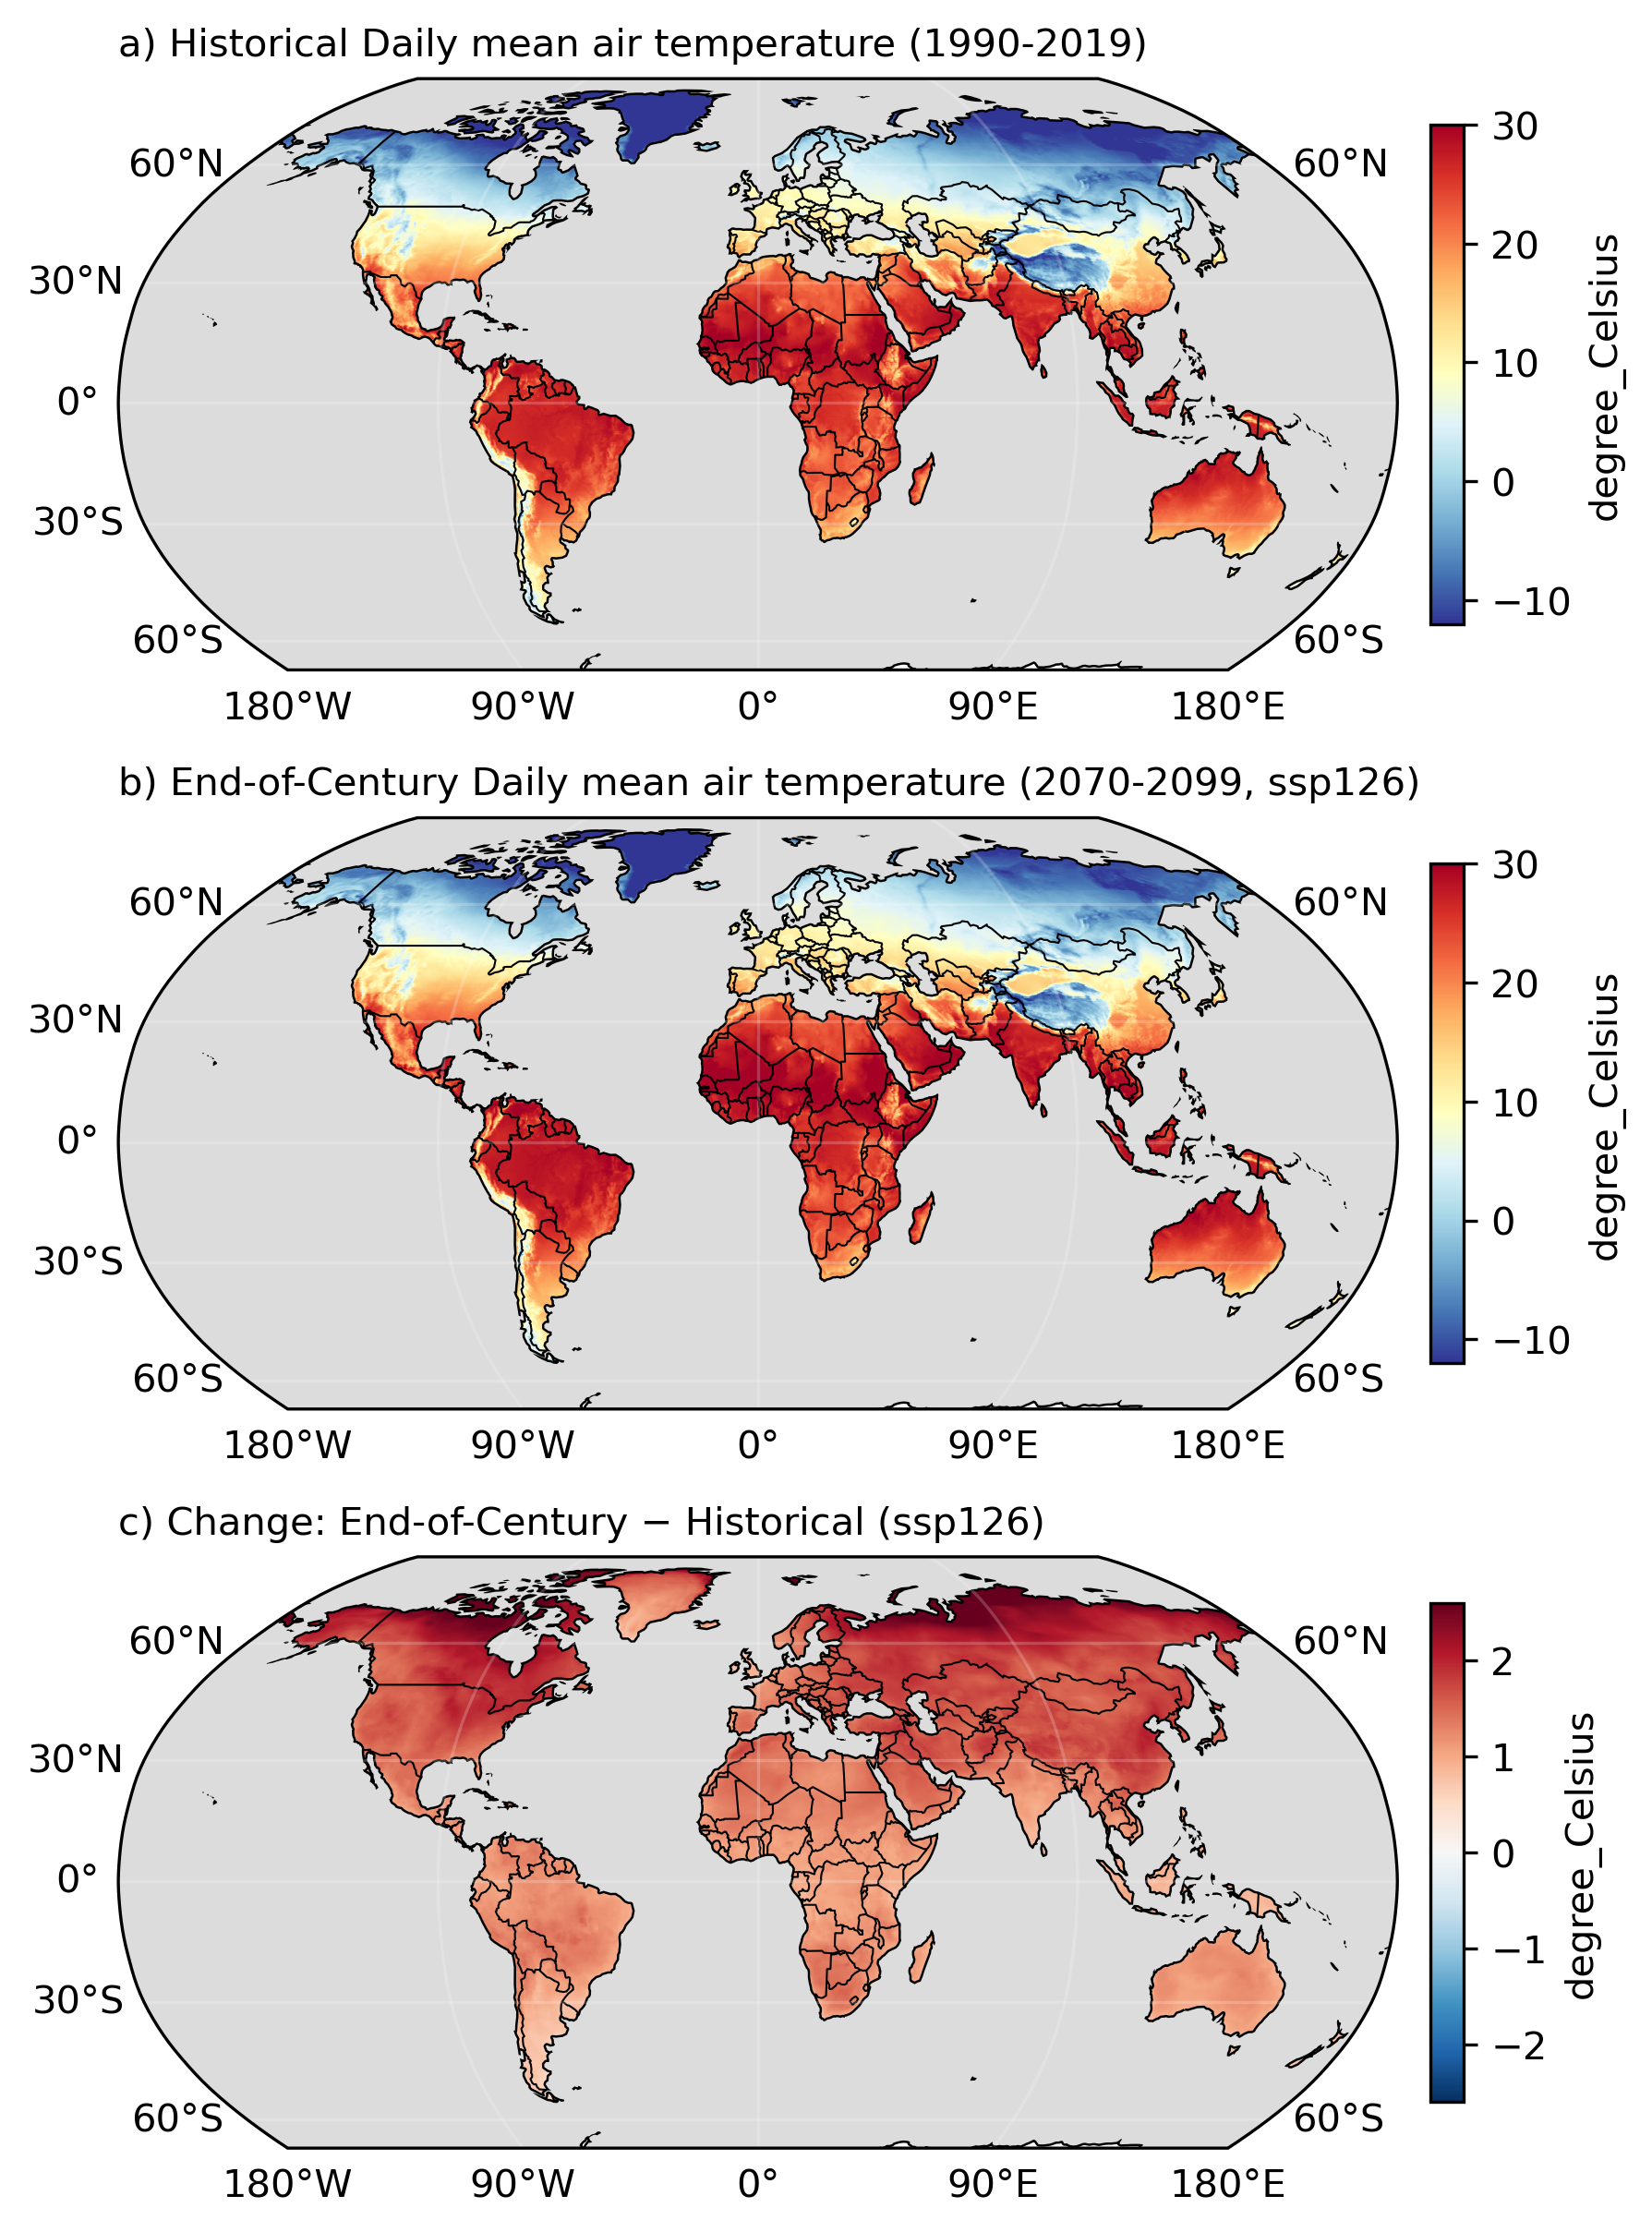 a) Historical Daily mean air temperature (1990-2019)
60°N 60°N
30°N
0°
30°S
60°S 60°S
180°W 90°W 0° 90°E 180°E
30
20
10
0
−10
degree_Celsius
b) End-of-Century Daily mean air temperature (2070-2099, ssp126)
60°N 60°N
30°N
0°
30°S
60°S 60°S
180°W 90°W 0° 90°E 180°E
30
20
10
0
−10
degree_Celsius
c) Change: End-of-Century − Historical (ssp126)
60°N 60°N
30°N
0°
30°S
60°S 60°S
180°W 90°W 0° 90°E 180°E
2
1
0
−1
−2
degree_Celsius